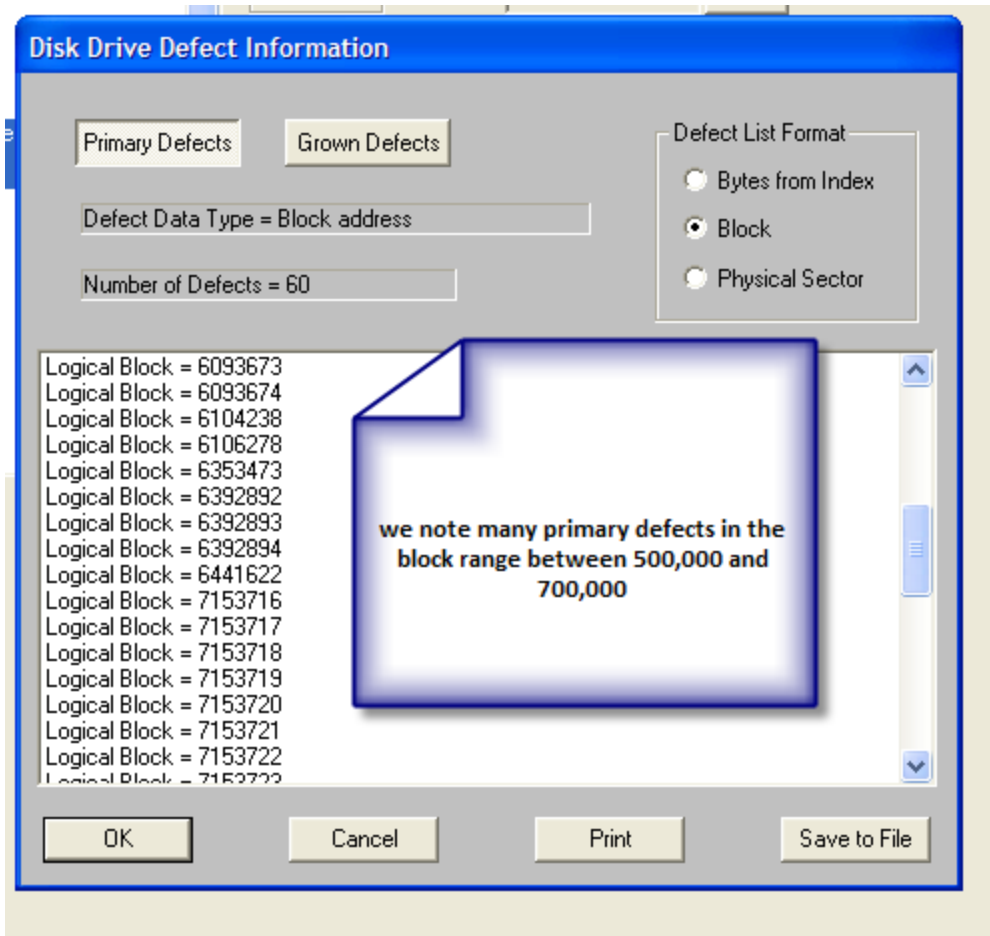 Disk Drive Defect Information
Primary Defects
Grown Defects
Defect List Format
Bytes from Index
Block
Physical Sector
Defect Data Type = Block address
Number of Defects = 60
Logical Block = 6093673
Logical Block = 6093674
Logical Block = 6104238
Logical Block = 6106278
Logical Block = 6353473
Logical Block = 6392892
Logical Block = 6392893
Logical Block = 6392894
Logical Block = 6441622
Logical Block = 7153716
Logical Block = 7153717
Logical Block = 7153718
Logical Block = 7153719
Logical Block = 7153720
Logical Block = 7153721
Logical Block = 7153722
Logical Block = 7153723
we note many primary defects in the
block range between 500,000 and
700,000
OK
Cancel
Print
Save to File